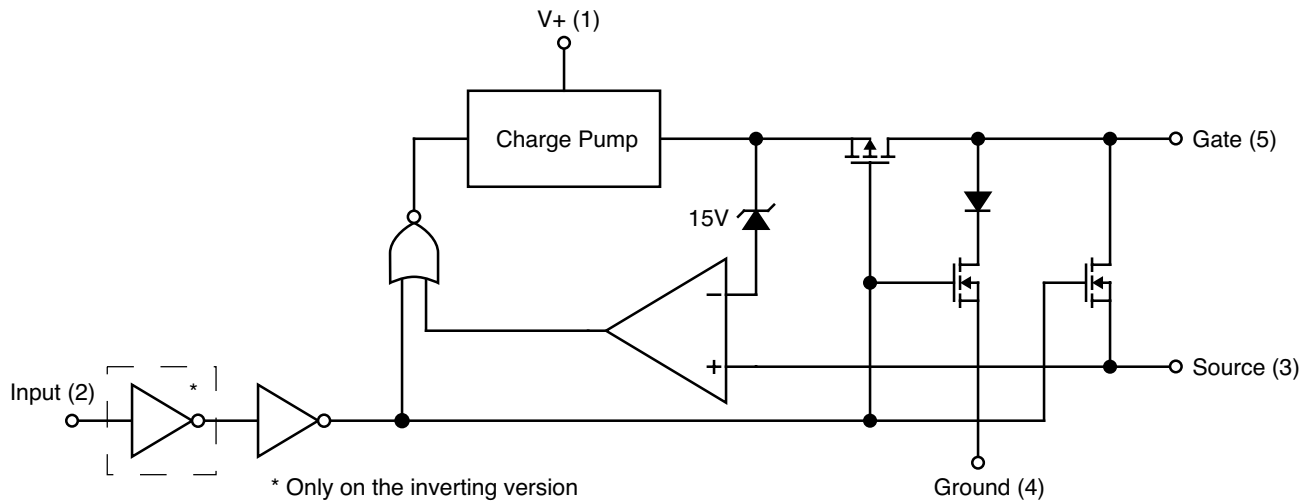 V+ (1)
Charge Pump
Gate (5)
15V
−
+
Source (3)
Input (2)
*
* Only on the inverting version
Ground (4)